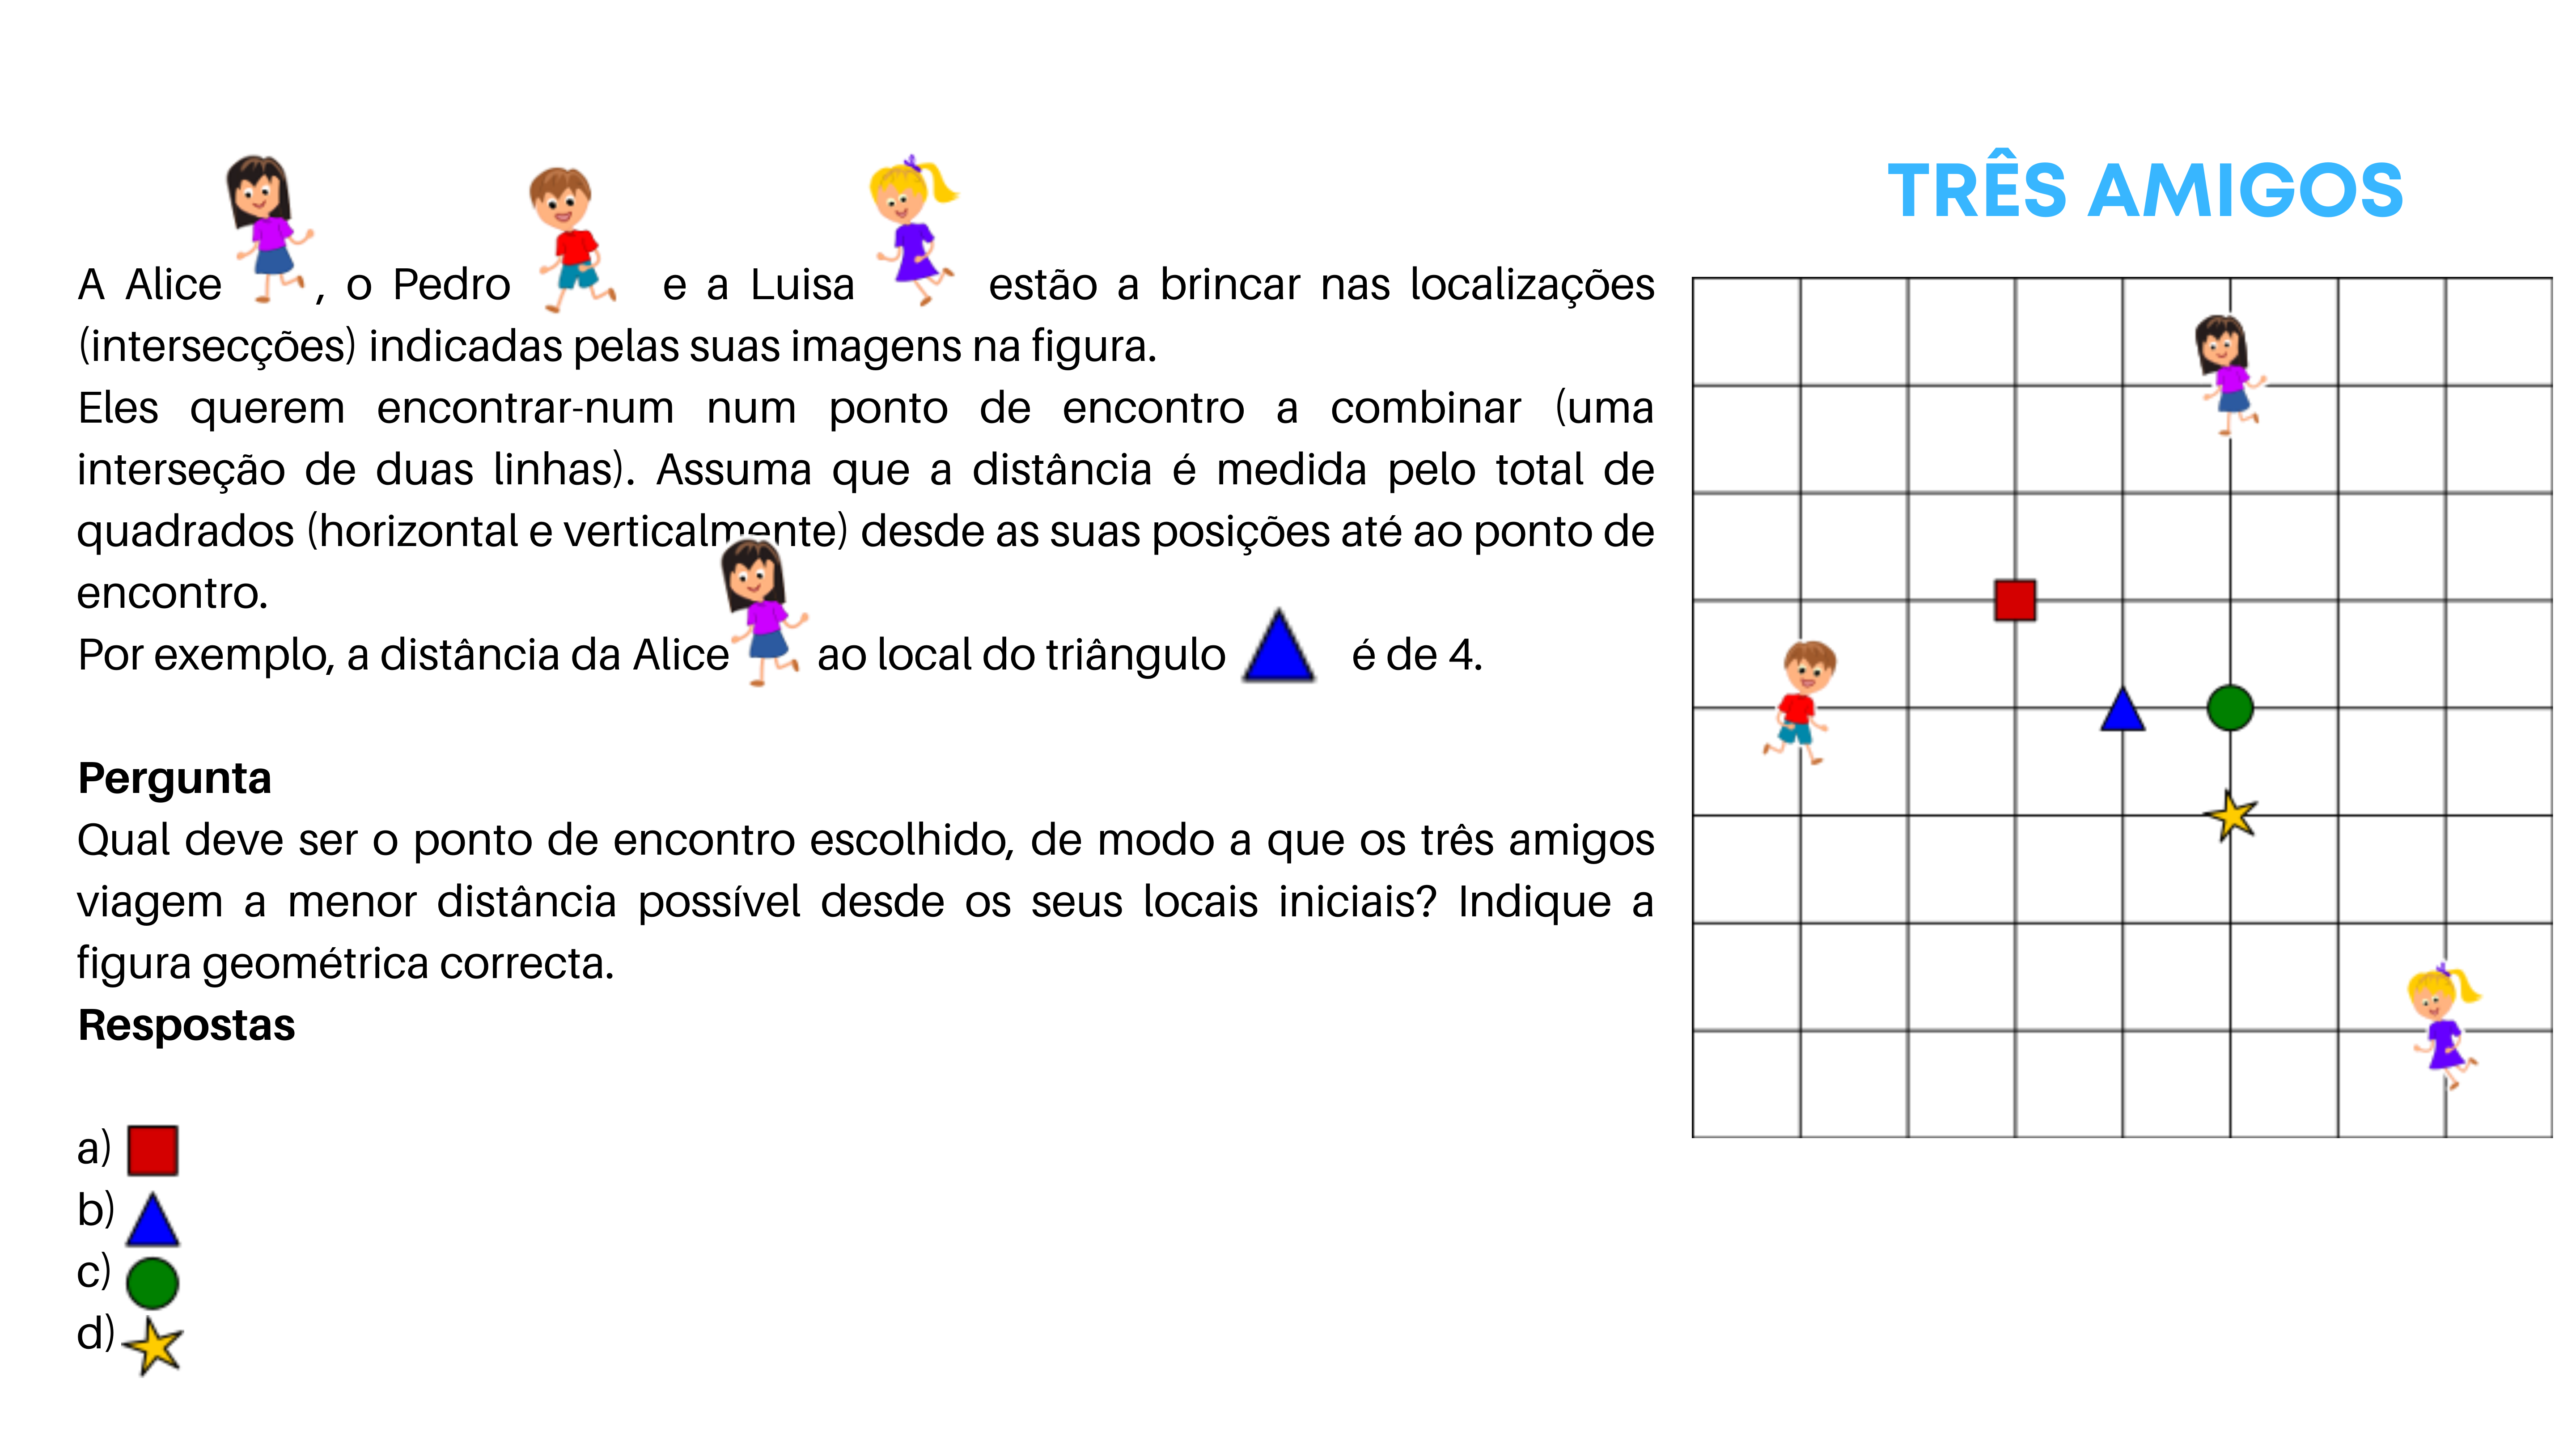 TRÊS AMIGOS
A Alice , o Pedro e a Luisa estão a brincar nas localizações
(intersecções) indicadas pelas suas imagens na figura.
Eles querem encontrar-num num ponto de encontro a combinar (uma
interseção de duas linhas). Assuma que a distância é medida pelo total de
quadrados (horizontal e verticalmente) desde as suas posições até ao ponto de
encontro.
Por exemplo, a distância da Alice ao local do triângulo é de 4.
Pergunta
Qual deve ser o ponto de encontro escolhido, de modo a que os três amigos
viagem a menor distância possível desde os seus locais iniciais? Indique a
figura geométrica correcta.
Respostas
a)
b)
c)
d)